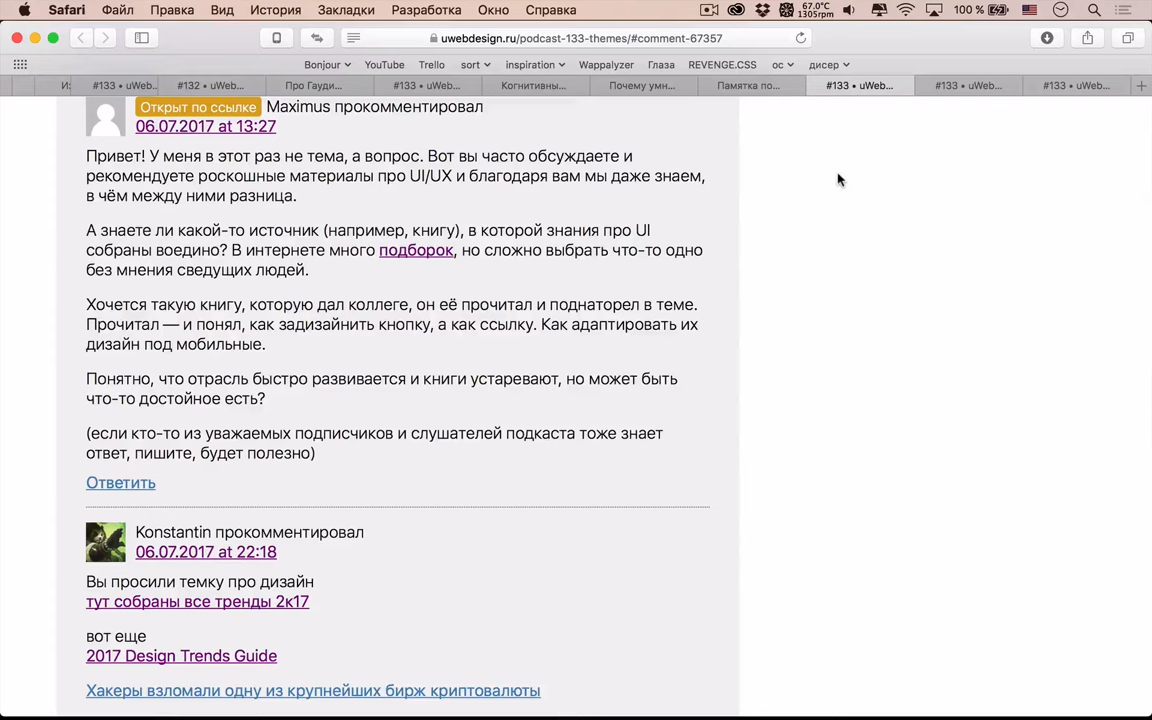 Safari Файл Правка Вид История Закладки Разработка Окно Справка 67.0°C 1305rpm 100 %
uwebdesign.ru/podcast-133-themes/#comment-67357
Bonjour YouTube Trello sort inspiration Wappalyzer Глаза REVENGE.CSS ос дисер
#133 • uWeb. #132 • uWeb... Про Гауди... #133 • uWeb... Когнитивны... Почему умн... Памятка по... #133 • uWeb... #133 • uWeb... #133 • uWeb...
Открыт по ссылке Maximus прокомментировал
06.07.2017 at 13:27
Привет! У меня в этот раз не тема, а вопрос. Вот вы часто обсуждаете и
рекомендуете роскошные материалы про UI/UX и благодаря вам мы даже знаем,
в чём между ними разница.
А знаете ли какой-то источник (например, книгу), в которой знания про UI
собраны воедино? В интернете много подборок, но сложно выбрать что-то одно
без мнения сведущих людей.
Хочется такую книгу, которую дал коллеге, он её прочитал и поднаторел в теме.
Прочитал — и понял, как задизайнить кнопку, а как ссылку. Как адаптировать их
дизайн под мобильные.
Понятно, что отрасль быстро развивается и книги устаревают, но может быть
что-то достойное есть?
(если кто-то из уважаемых подписчиков и слушателей подкаста тоже знает
ответ, пишите, будет полезно)
Ответить
Konstantin прокомментировал
06.07.2017 at 22:18
Вы просили темку про дизайн
тут собраны все тренды 2к17
вот еще
2017 Design Trends Guide
Хакеры взломали одну из крупнейших бирж криптовалюты